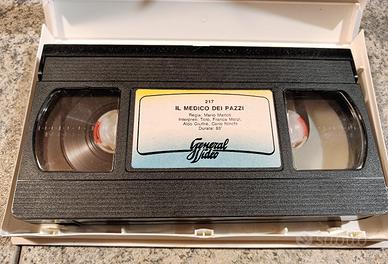 217
IL MEDICO DEI PAZZI
Regia: Mario Mattoli
Interpreti: Totò, Franca Marzi,
Aldo Giuffrè, Carlo Ninchi
Durata: 85'
General
Video
subito